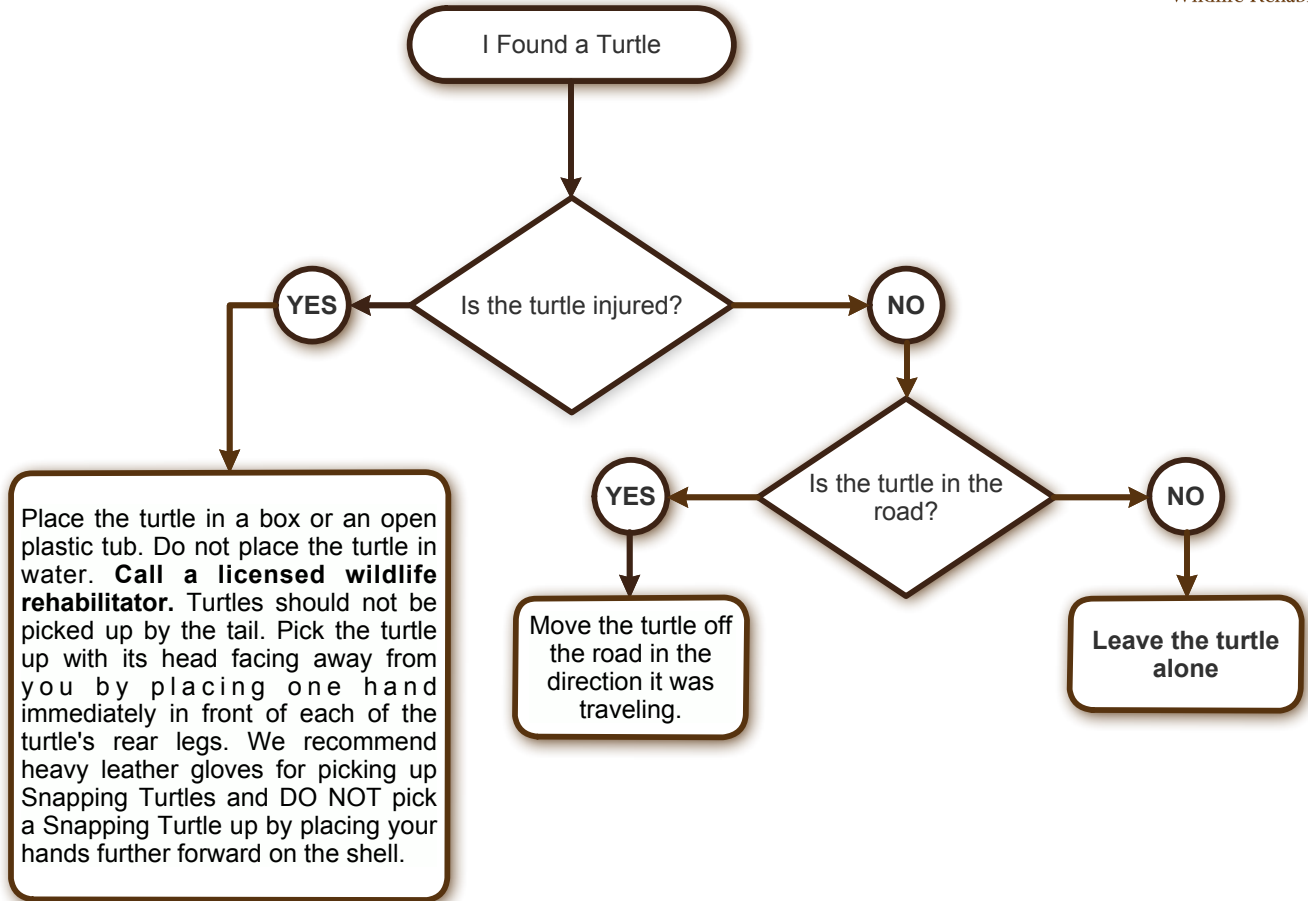 I Found a Turtle
Is the turtle injured?
YES
NO
Is the turtle in the
road?
YES
NO
Place the turtle in a box or an open
plastic tub. Do not place the turtle in
water. Call a licensed wildlife
rehabilitator. Turtles should not be
picked up by the tail. Pick the turtle
up with its head facing away from
you by placing one hand
immediately in front of each of the
turtle's rear legs. We recommend
heavy leather gloves for picking up
Snapping Turtles and DO NOT pick
a Snapping Turtle up by placing your
hands further forward on the shell.
Move the turtle off
the road in the
direction it was
traveling.
Leave the turtle
alone